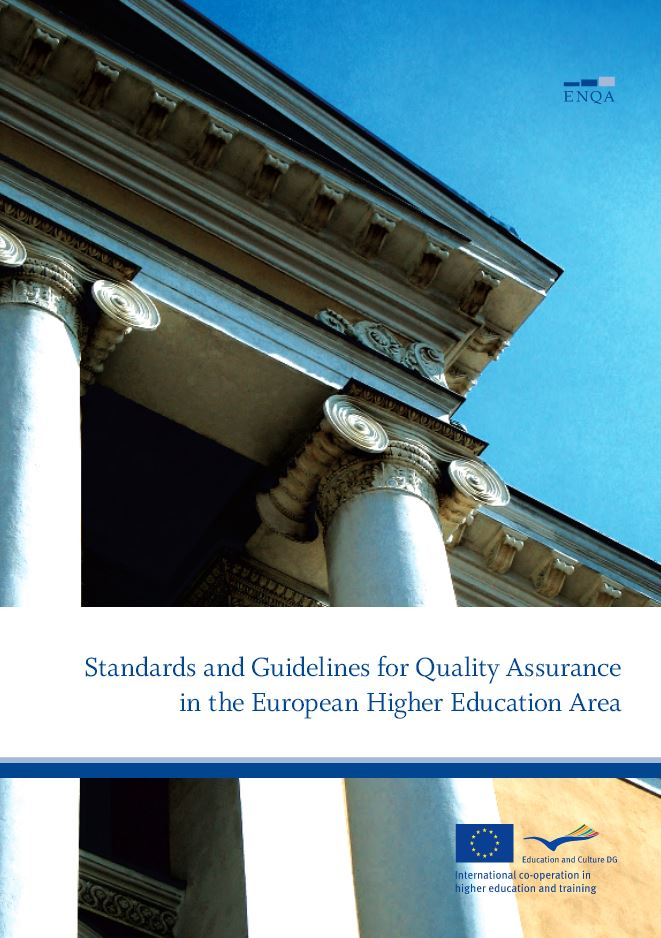 ENQA
Standards and Guidelines for Quality Assurance
in the European Higher Education Area
Education and Culture DG
International co-operation in
higher education and training